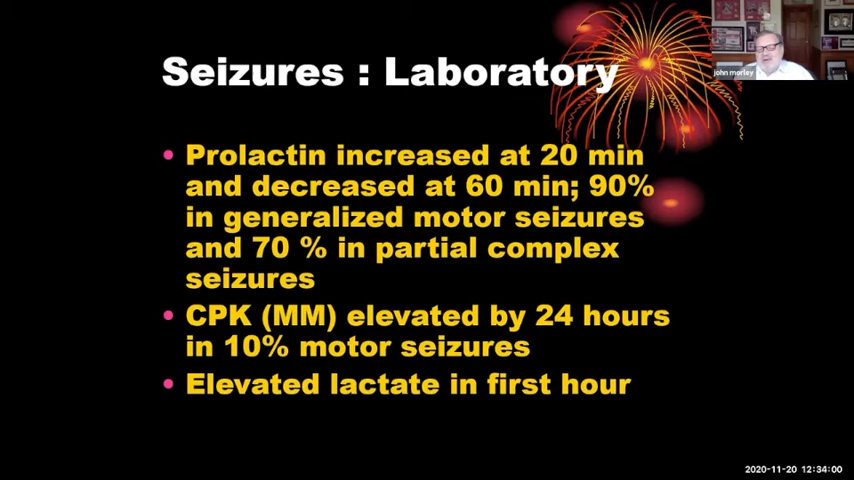 Seizures : Laboratory
john morley
• Prolactin increased at 20 min
and decreased at 60 min; 90%
in generalized motor seizures
and 70 % in partial complex
seizures
• CPK (MM) elevated by 24 hours
in 10% motor seizures
• Elevated lactate in first hour
2020-11-20 12:34:00